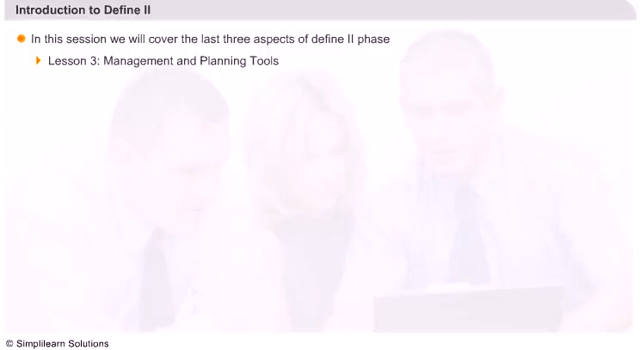 Introduction to Define II
In this session we will cover the last three aspects of define II phase
Lesson 3: Management and Planning Tools
© Simplilearn Solutions